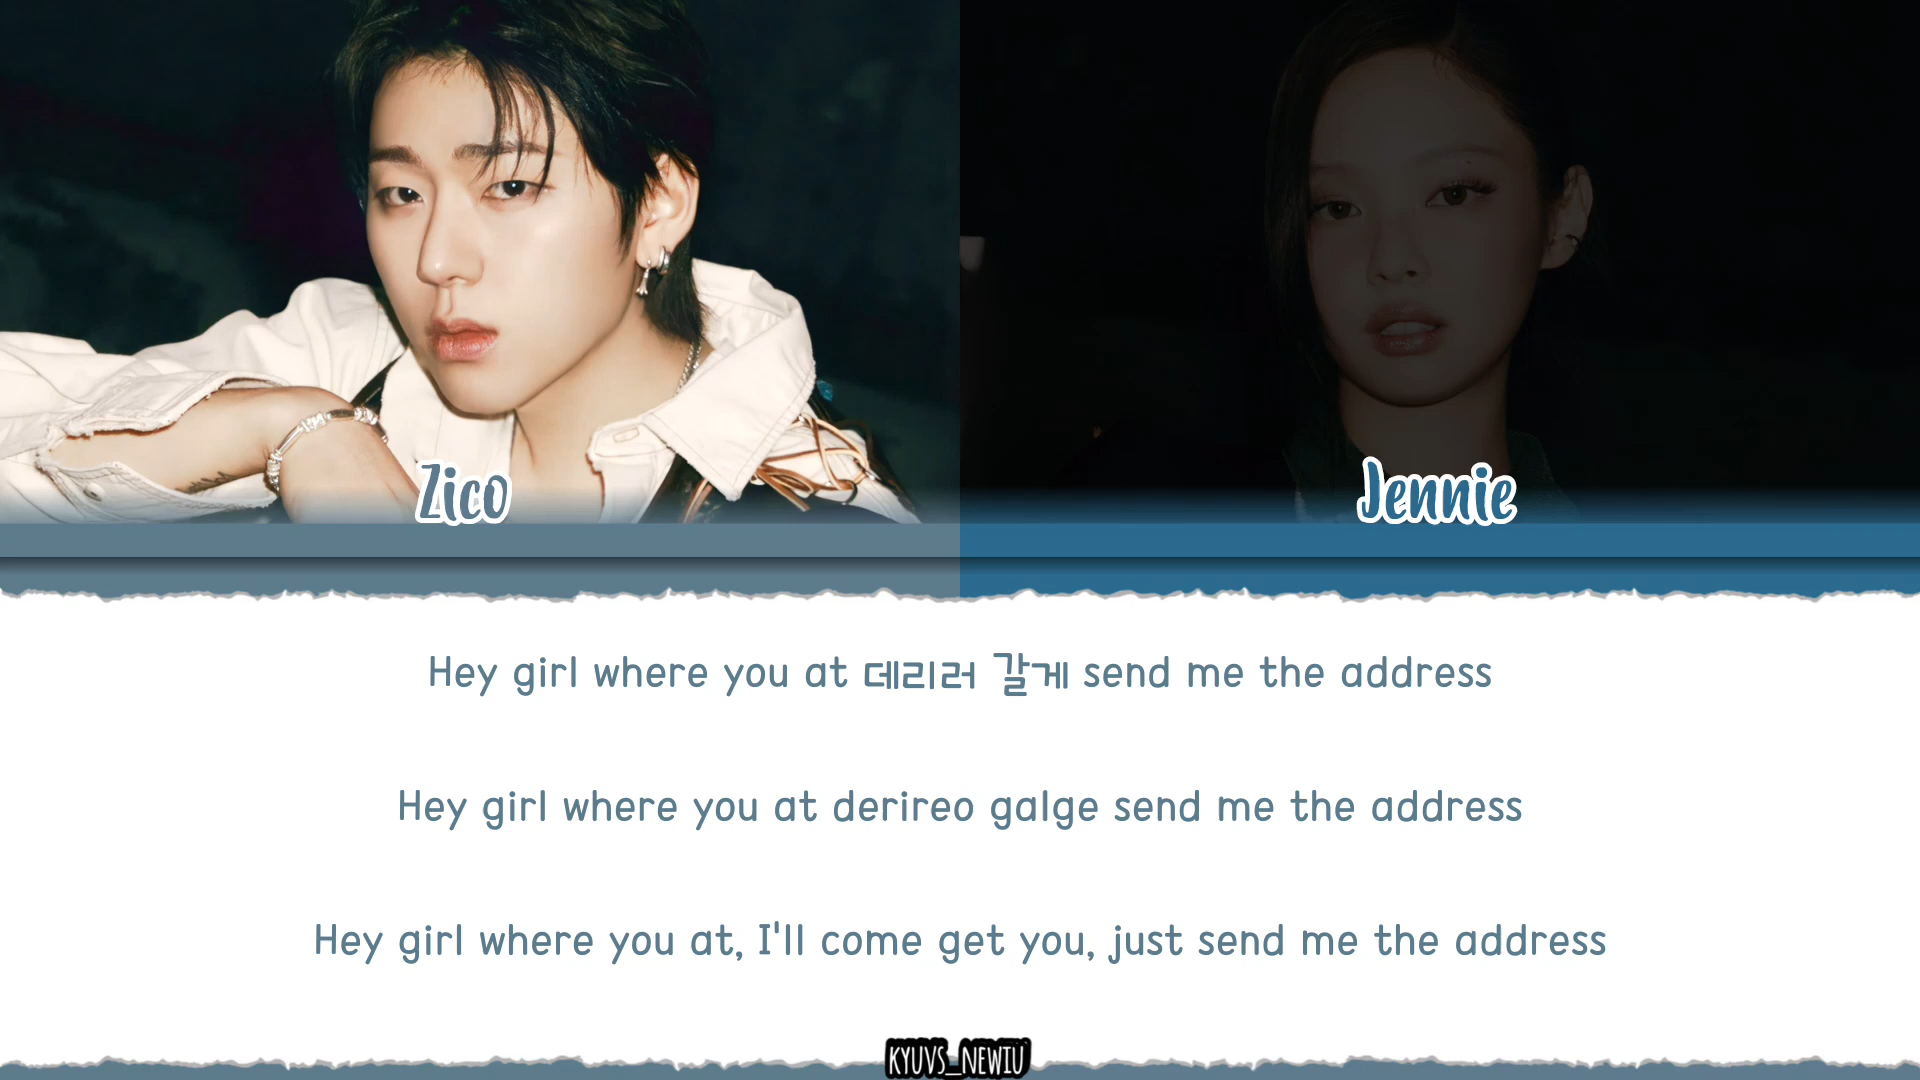 Zico
Jennie
Hey girl where you at 데리러 갈게 send me the address
Hey girl where you at derireo galge send me the address
Hey girl where you at, I'll come get you, just send me the address
KYUVS_NEWIU